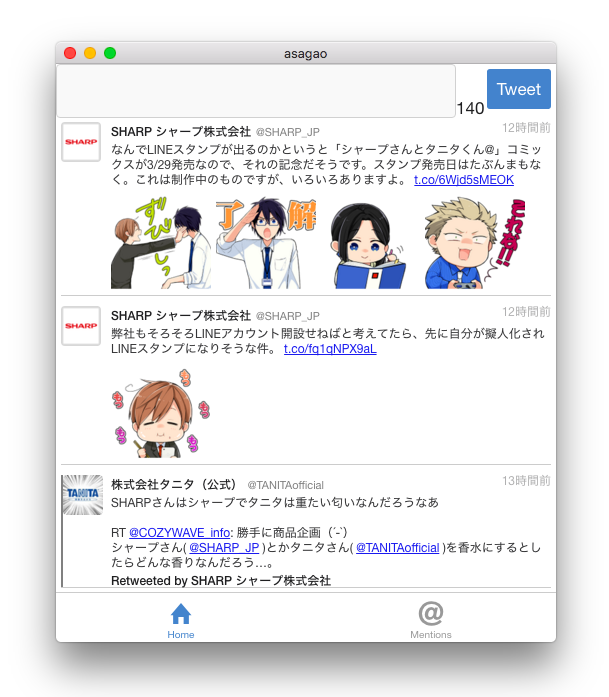 asagao
140
Tweet
SHARP
SHARP シャープ株式会社 @SHARP_JP
12時間前
なんでLINEスタンプが出るのかというと「シャープさんとタニタくん@」コミッ
クスが3/29発売なので、それの記念だそうです。スタンプ発売日はたぶんまもな
く。これは制作中のものですが、いろいろありますよ。 t.co/6Wjd5sMEOK
ずびしっ
了解
それな!!
SHARP
SHARP シャープ株式会社 @SHARP_JP
12時間前
弊社もそろそろLINEアカウント開設せねばと考えてたら、先に自分が擬人化され
LINEスタンプになりそうな件。 t.co/fq1qNPX9aL
もっ
もっ
もっ
もっ
TANITA
株式会社タニタ（公式） @TANITAofficial
13時間前
SHARPさんはシャープでタニタは重たい匂いなんだろうなあ
RT @COZYWAVE_info: 勝手に商品企画（´-`）
シャープさん( @SHARP_JP )とかタニタさん( @TANITAofficial )を香水にするとし
たらどんな香りなんだろう…。
Retweeted by SHARP シャープ株式会社
Home
@
Mentions